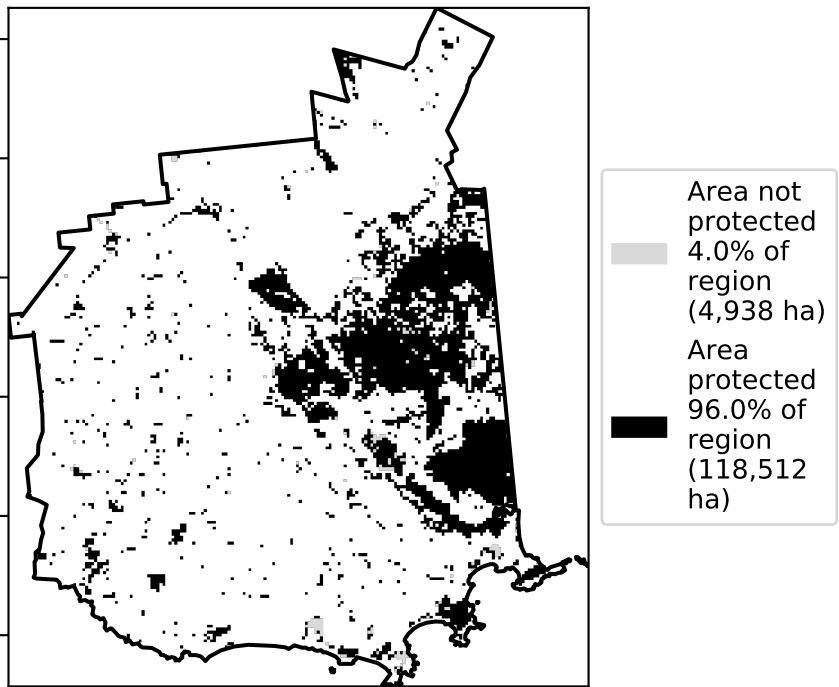 Area not
protected
4.0% of
region
(4,938 ha)
Area
protected
96.0% of
region
(118,512
ha)